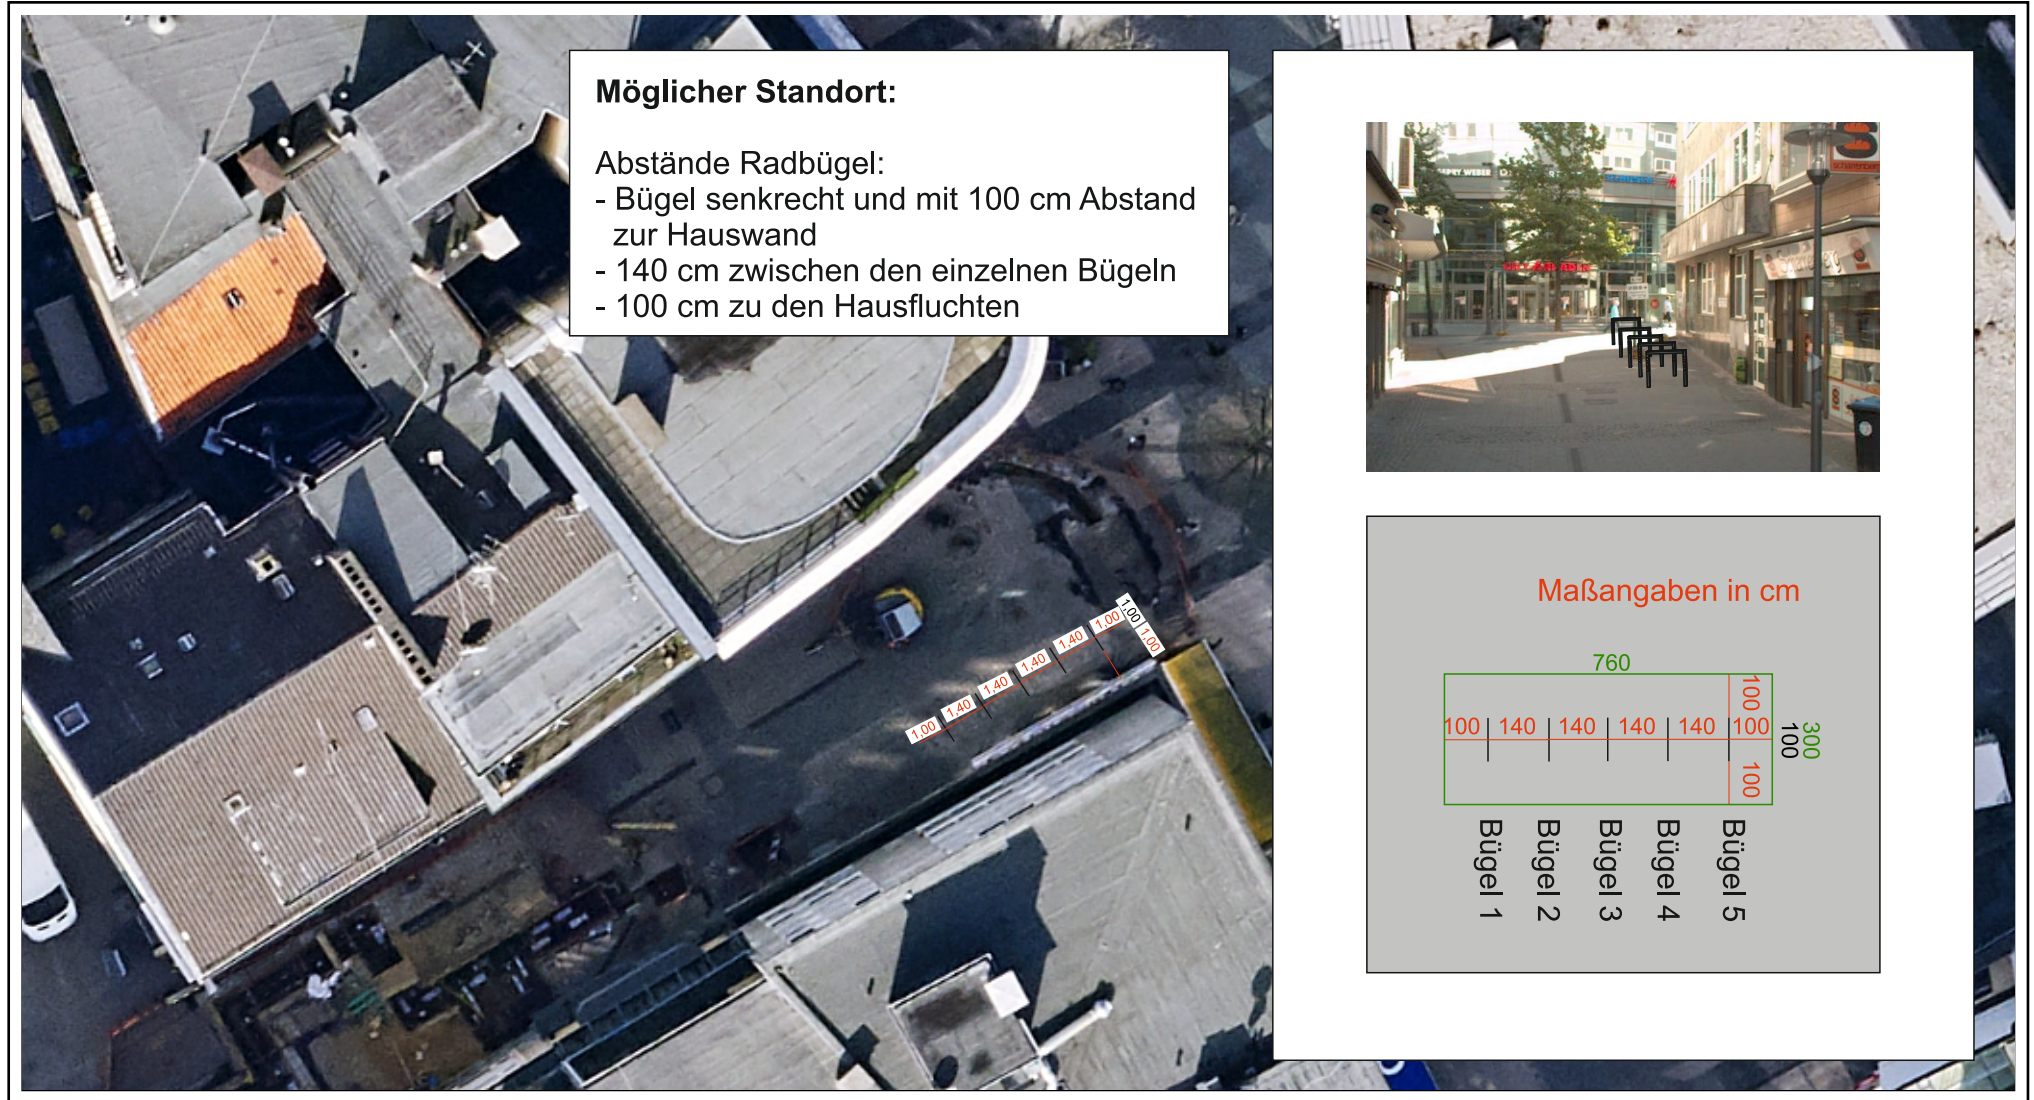 Möglicher Standort:
Abstände Radbügel:
- Bügel senkrecht und mit 100 cm Abstand
zur Hauswand
- 140 cm zwischen den einzelnen Bügeln
- 100 cm zu den Hausfluchten
1,00
1,40
1,40
1,40
1,40
1,00
1,00
1,00
GERRY WEBER
Maßangaben in cm
760
100
100 140 140 140 140 100
100
300
100
Bügel 1
Bügel 2
Bügel 3
Bügel 4
Bügel 5